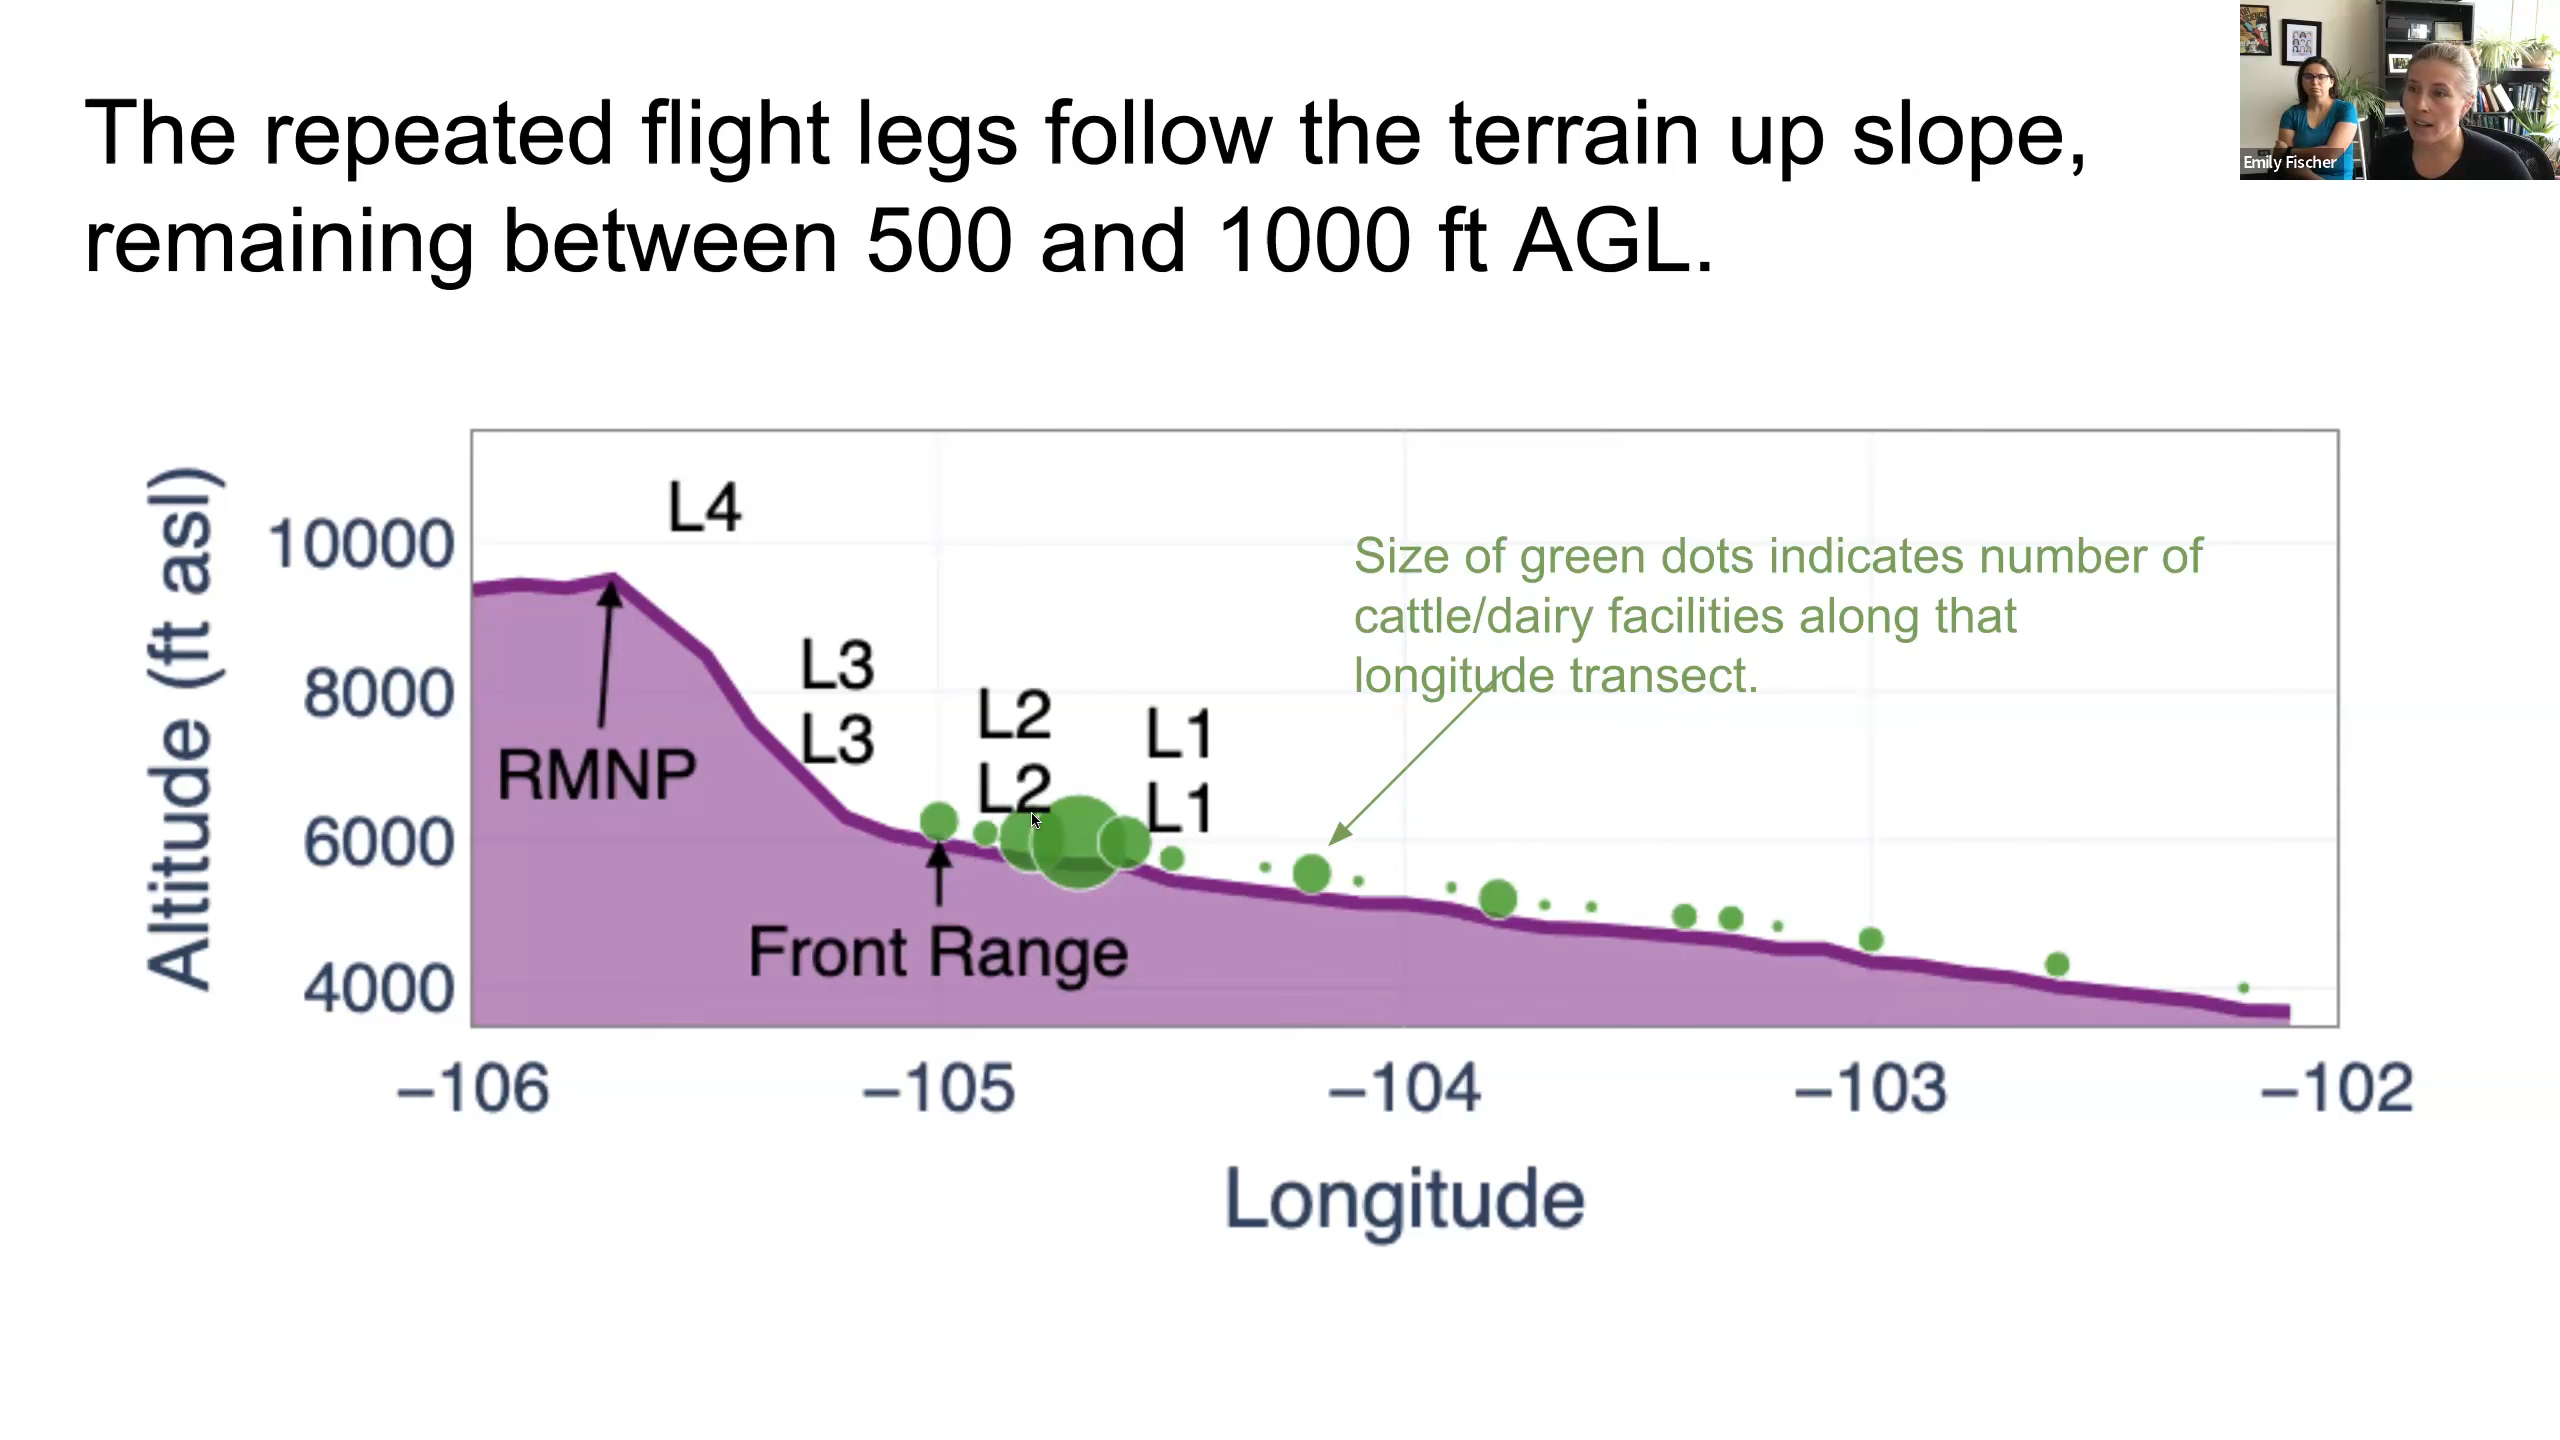 The repeated flight legs follow the terrain up slope,
remaining between 500 and 1000 ft AGL.
Emily Fischer
Altitude (ft asl)
10000
8000
6000
4000
L4
L3
L3
L2
L2
L1
L1
RMNP
Front Range
Size of green dots indicates number of
cattle/dairy facilities along that
longitude transect.
−106
−105
−104
−103
−102
Longitude